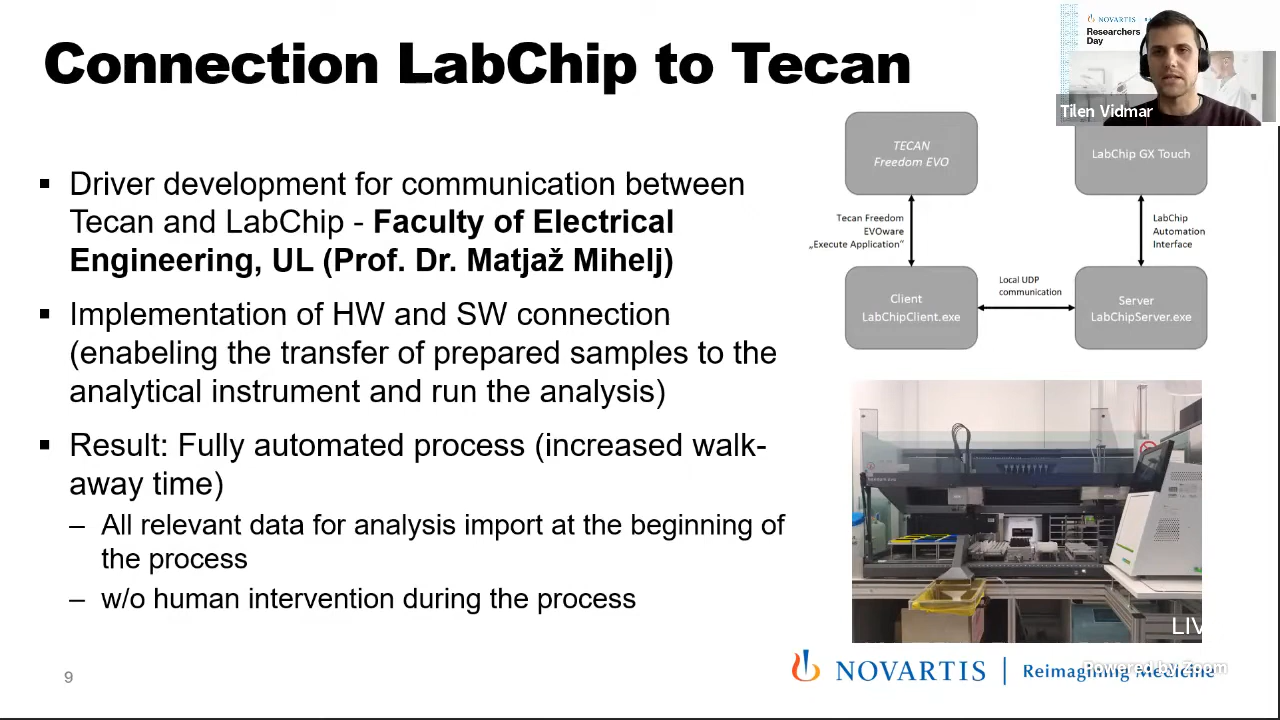 Connection LabChip to Tecan
NOVARTIS
Researchers
Day
Tilen Vidmar
▪ Driver development for communication between
Tecan and LabChip - Faculty of Electrical
Engineering, UL (Prof. Dr. Matjaž Mihelj)
▪ Implementation of HW and SW connection
(enabeling the transfer of prepared samples to the
analytical instrument and run the analysis)
▪ Result: Fully automated process (increased walk-
away time)
– All relevant data for analysis import at the beginning of
the process
– w/o human intervention during the process
TECAN
Freedom EVO
LabChip GX Touch
Tecan Freedom
EVOware
„Execute Application“
LabChip
Automation
Interface
Client
LabChipClient.exe
Local UDP
communication
Server
LabChipServer.exe
LIV
9
NOVARTIS | Reimagining Medicine
Powered by Zoom